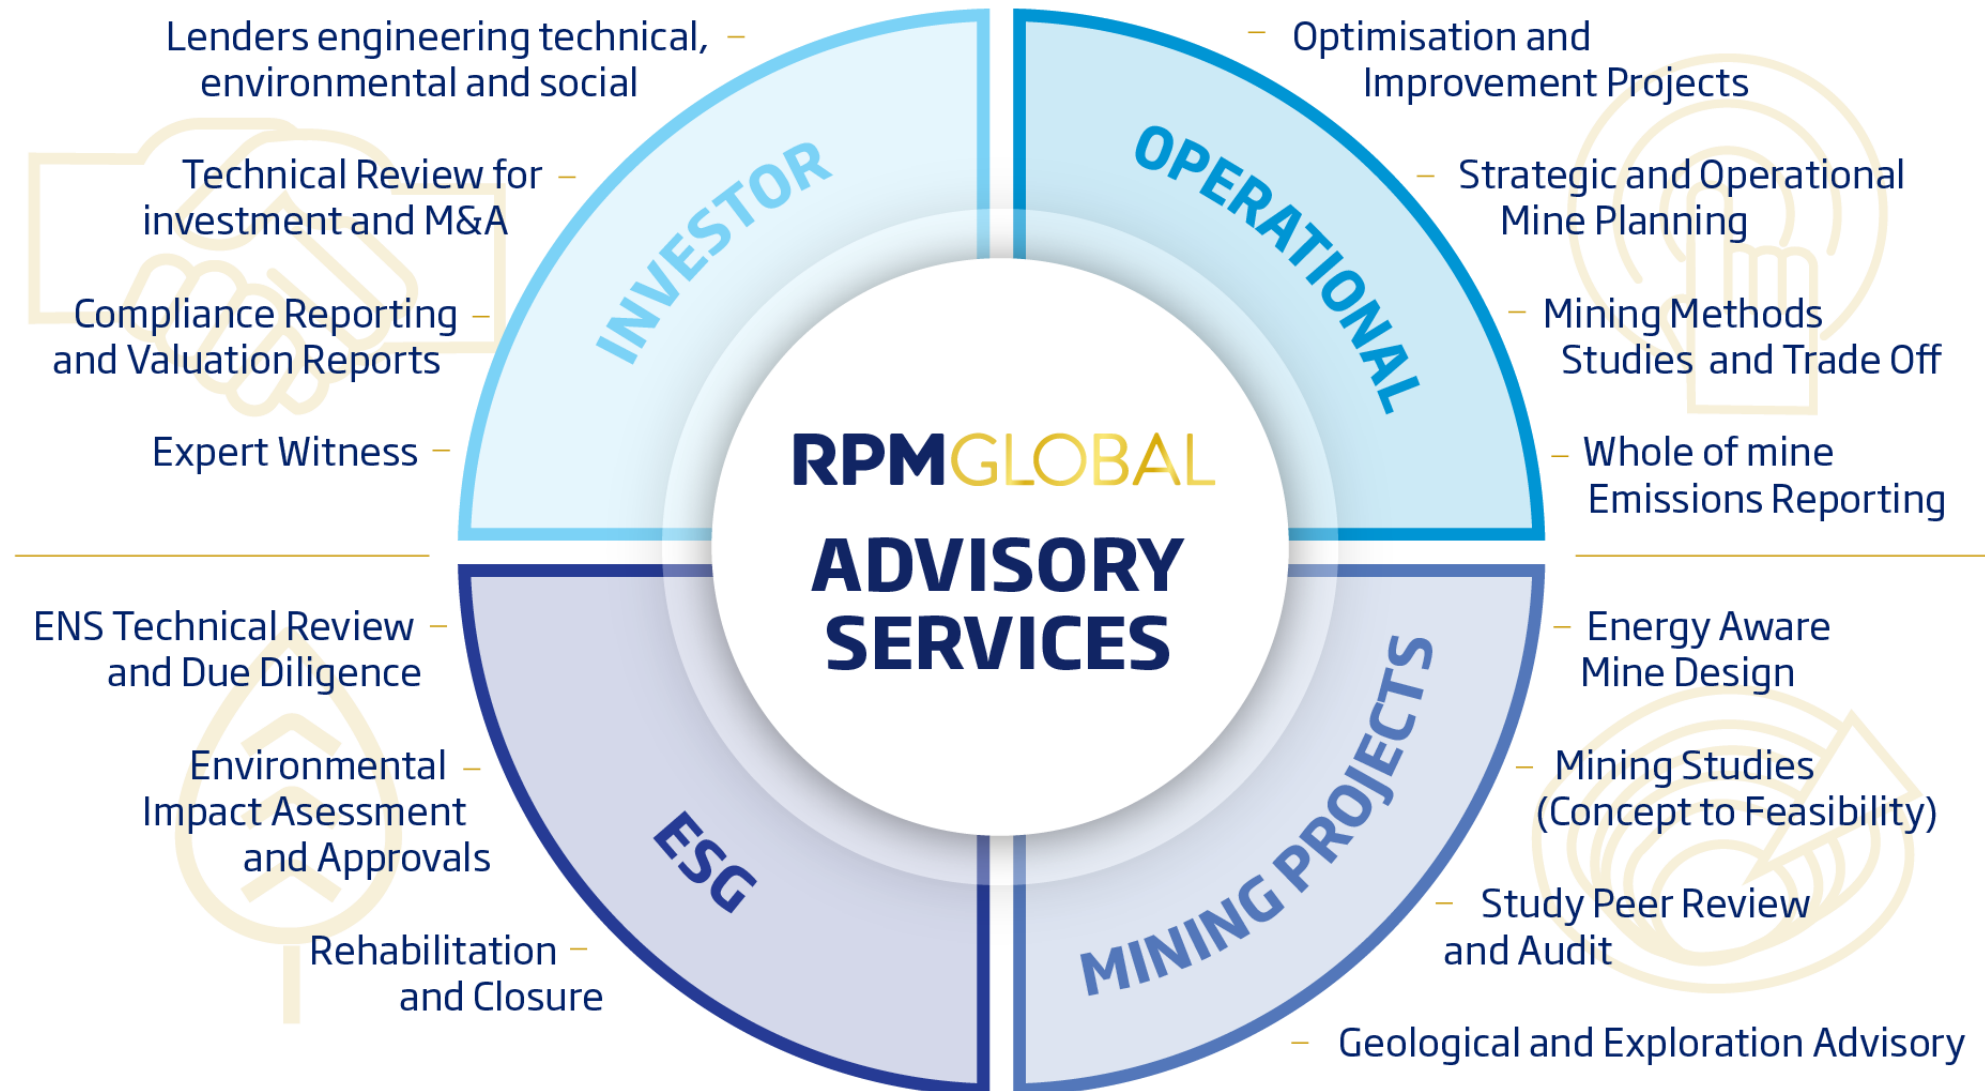 Lenders engineering technical,
environmental and social
Technical Review for
investment and M&A
Compliance Reporting
and Valuation Reports
Expert Witness
INVESTOR
Optimisation and
Improvement Projects
Strategic and Operational
Mine Planning
Mining Methods
Studies and Trade Off
Whole of mine
Emissions Reporting
OPERATIONAL
RPMGLOBAL
ADVISORY
SERVICES
ENS Technical Review
and Due Diligence
Environmental
Impact Asessment
and Approvals
Rehabilitation
and Closure
ESG
Energy Aware
Mine Design
Mining Studies
(Concept to Feasibility)
Study Peer Review
and Audit
Geological and Exploration Advisory
MINING PROJECTS